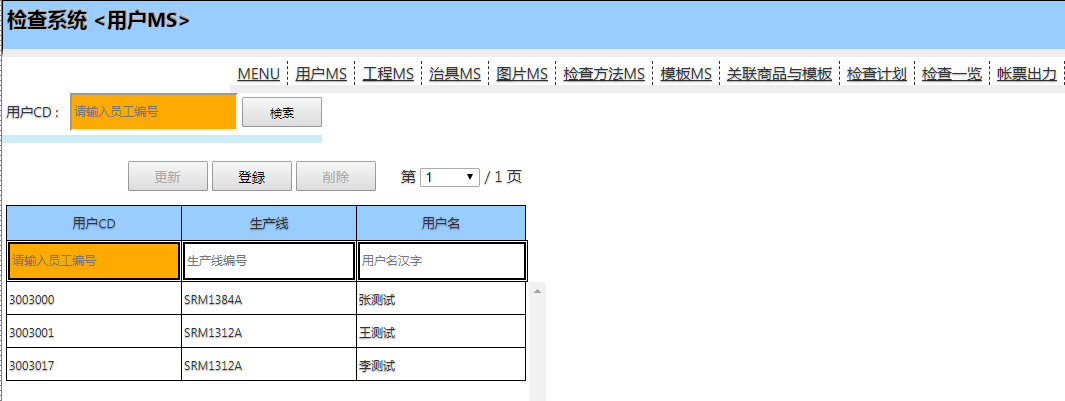 检查系统 <用户MS>
MENU 用户MS 工程MS 治具MS 图片MS 检查方法MS 模板MS 关联商品与模板 检查计划 检查一览 帐票出力
用户CD： 请输入员工编号 検索
更新 登録 削除 第 1 / 1 页
用户CD 生产线 用户名
请输入员工编号 生产线编号 用户名汉字
3003000 SRM1384A 张测试
3003001 SRM1312A 王测试
3003017 SRM1312A 李测试